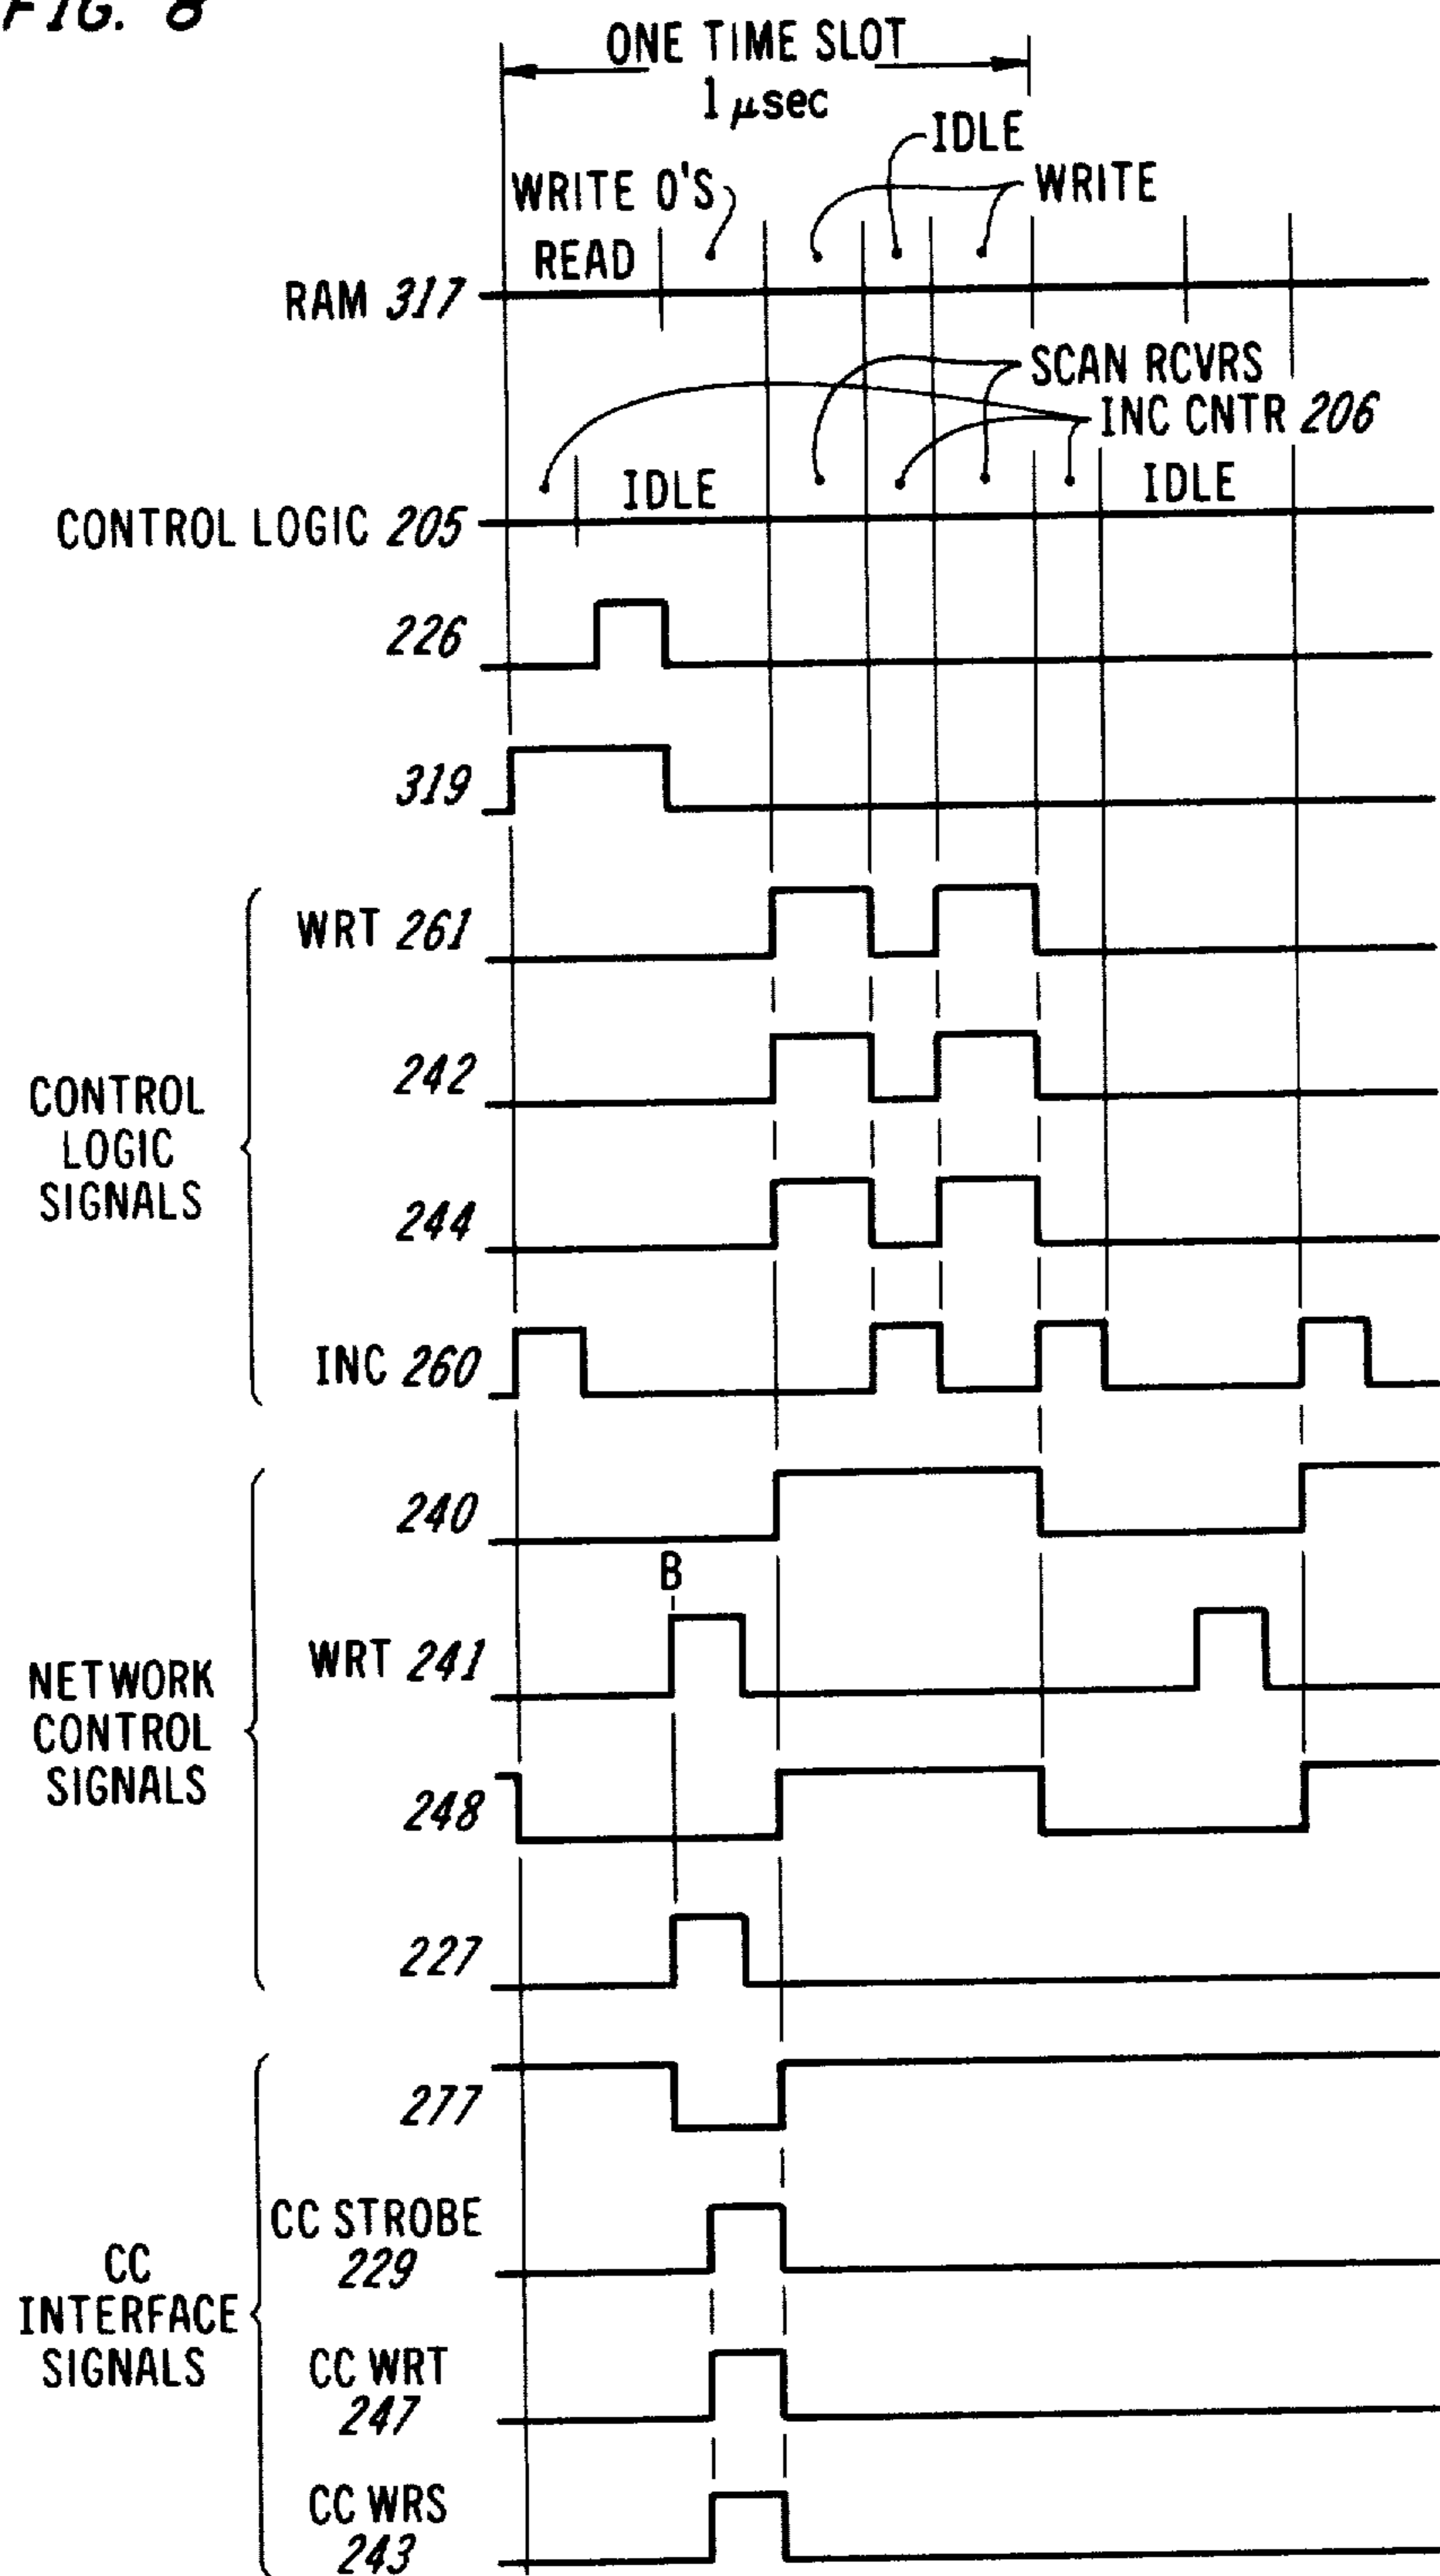 FIG. 8
ONE TIME SLOT
1 µsec
IDLE
WRITE 0'S
WRITE
READ
RAM 317
SCAN RCVRS
INC CNTR 206
IDLE
IDLE
CONTROL LOGIC 205
226
319
WRT 261
242
CONTROL
LOGIC
SIGNALS
244
INC 260
240
B
WRT 241
NETWORK
CONTROL
SIGNALS
248
227
277
CC STROBE
229
CC
INTERFACE
SIGNALS
CC WRT
247
CC WRS
243